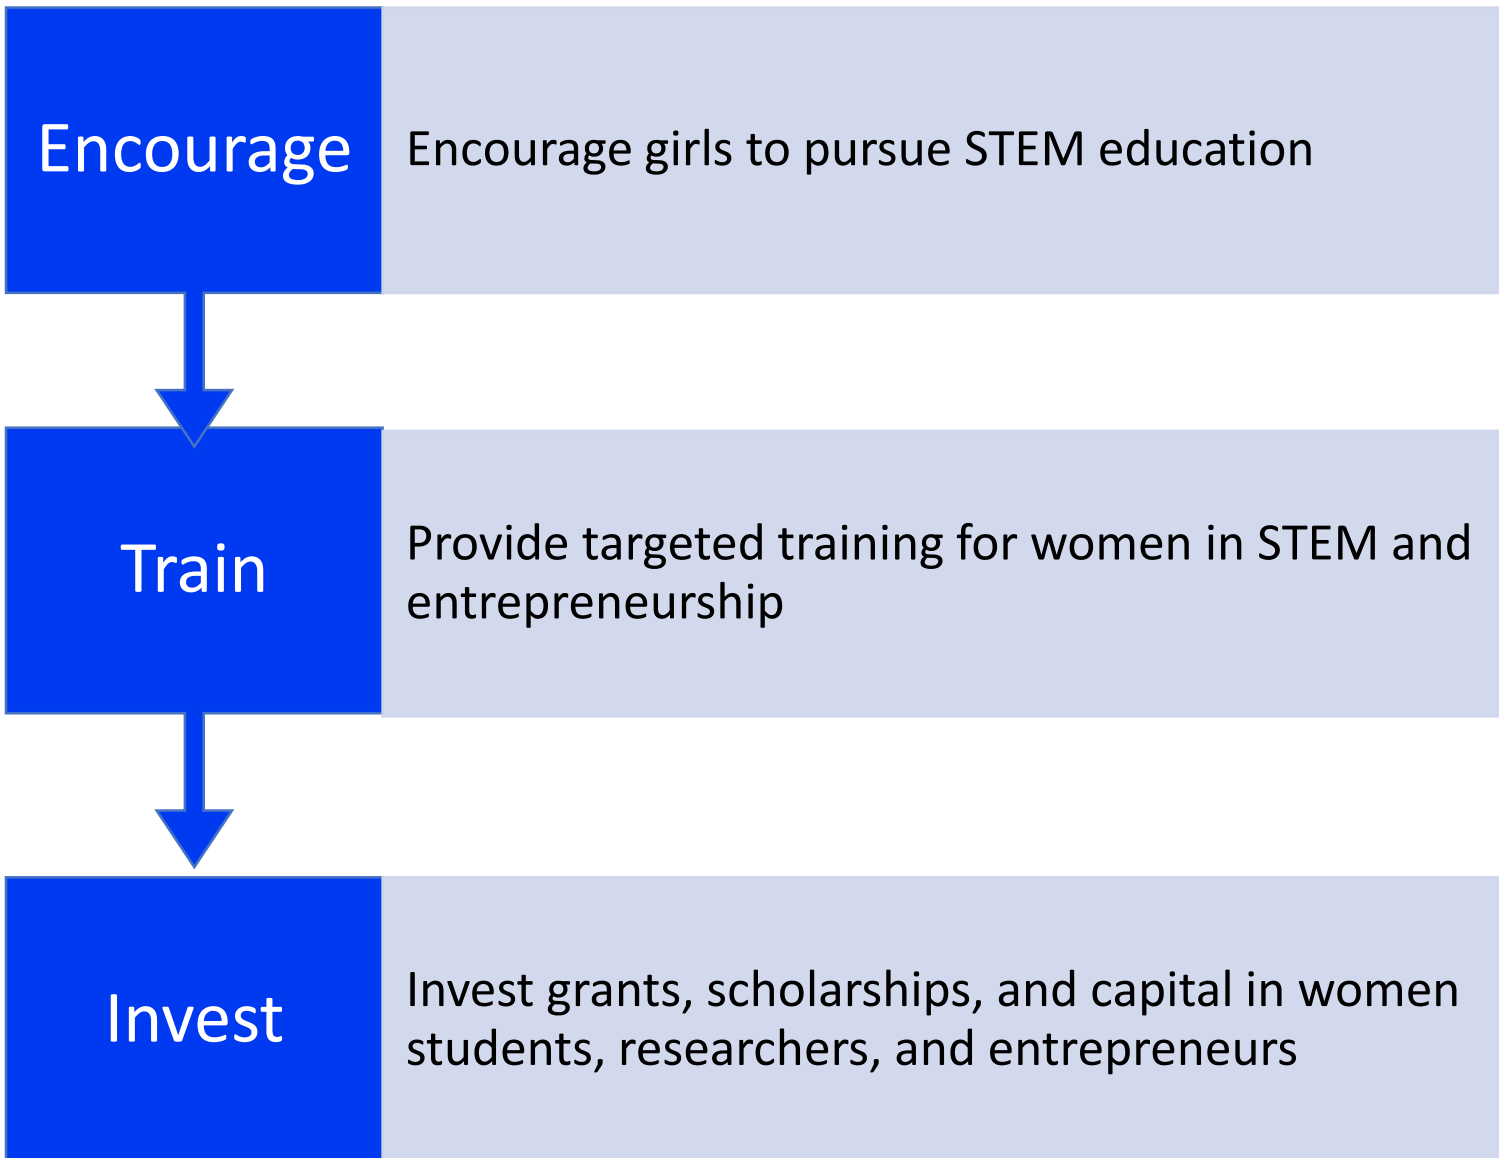 Encourage
Encourage girls to pursue STEM education
Train
Provide targeted training for women in STEM and
entrepreneurship
Invest
Invest grants, scholarships, and capital in women
students, researchers, and entrepreneurs